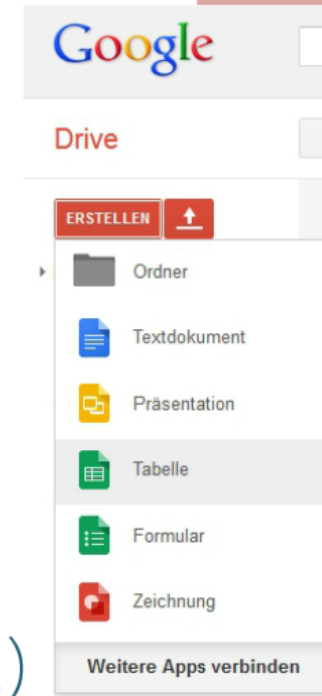 Google
Drive
ERSTELLEN
Ordner
Textdokument
Präsentation
Tabelle
Formular
Zeichnung
)
Weitere Apps verbinden